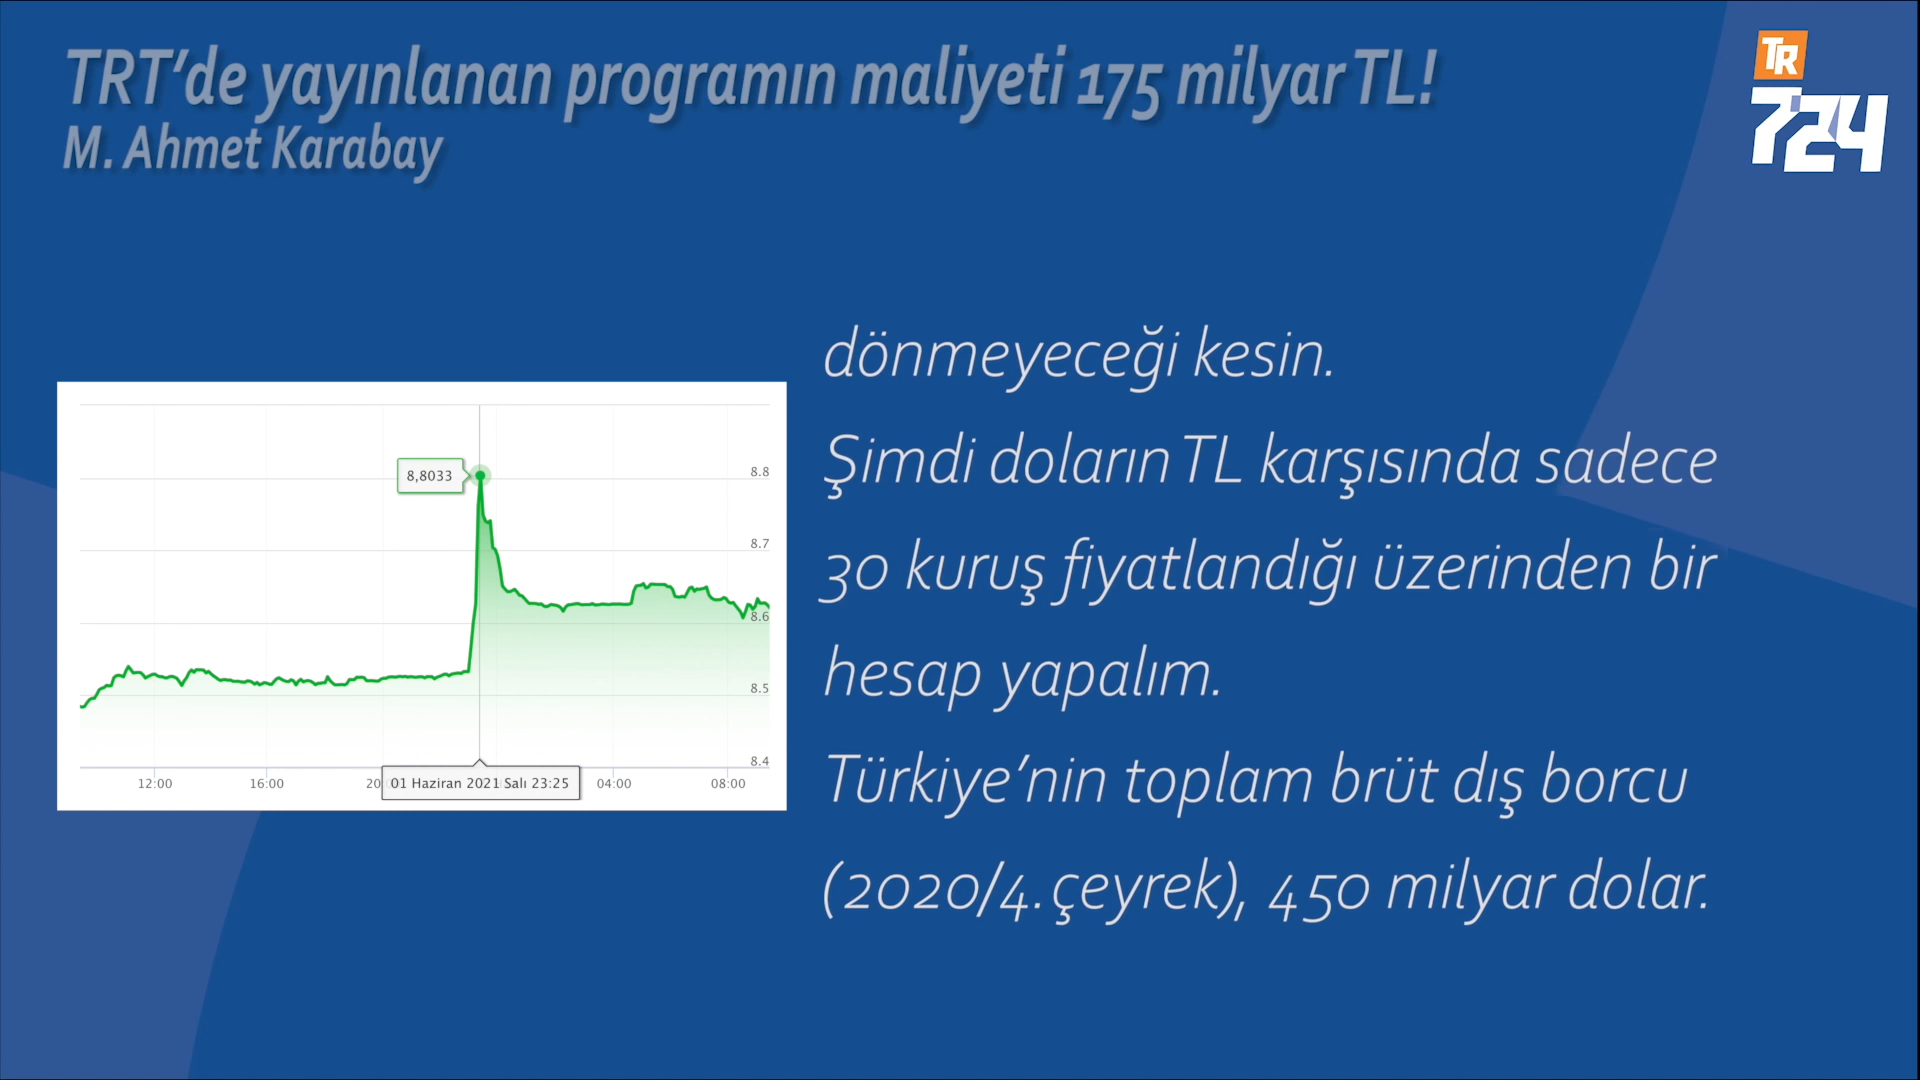 TRT’de yayınlanan programın maliyeti 175 milyar TL!
M. Ahmet Karabay
TR
724
dönmeyeceği kesin.
Şimdi doların TL karşısında sadece
30 kuruş fiyatlandığı üzerinden bir
hesap yapalım.
Türkiye’nin toplam brüt dış borcu
(2020/4. çeyrek), 450 milyar dolar.
8,8033
8.8
8.7
8.6
8.5
8.4
12:00 16:00 20 04:00 08:00
01 Haziran 2021 Salı 23:25